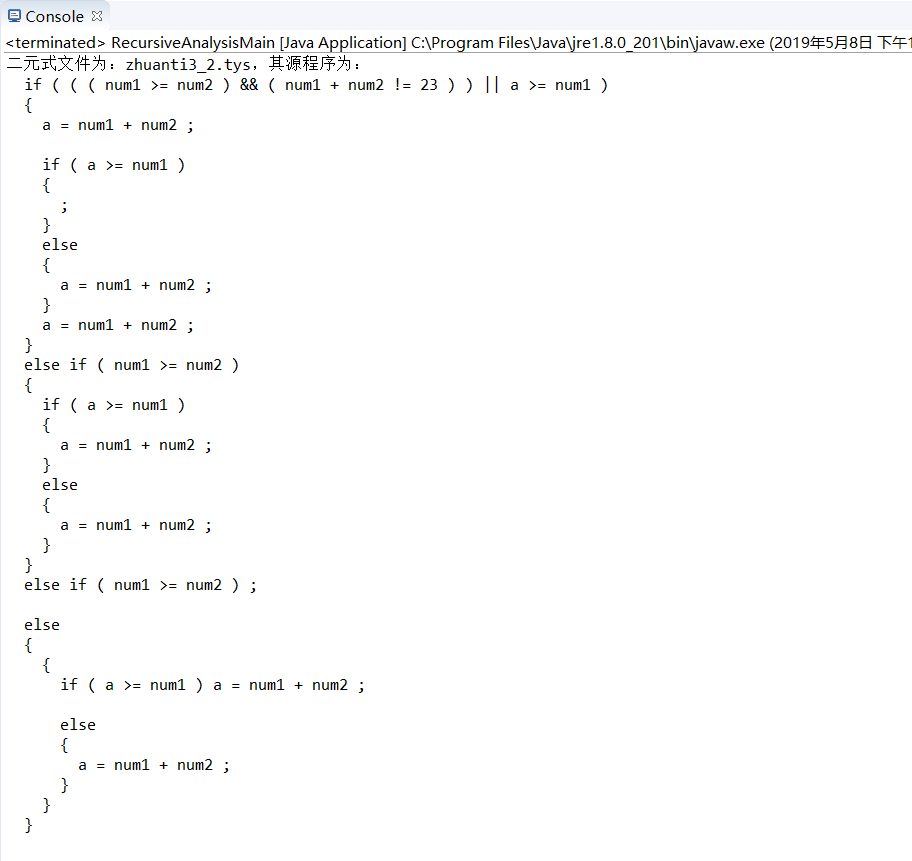 Console
<terminated> RecursiveAnalysisMain [Java Application] C:\Program Files\Java\jre1.8.0_201\bin\javaw.exe (2019年5月8日 下午1
二元式文件为：zhuanti3_2.tys，其源程序为：
  if ( ( ( num1 >= num2 ) && ( num1 + num2 != 23 ) ) || a >= num1 )
  {
    a = num1 + num2 ;

    if ( a >= num1 )
    {
      ;
    }
    else
    {
      a = num1 + num2 ;
    }
    a = num1 + num2 ;
  }
  else if ( num1 >= num2 )
  {
    if ( a >= num1 )
    {
      a = num1 + num2 ;
    }
    else
    {
      a = num1 + num2 ;
    }
  }
  else if ( num1 >= num2 ) ;

  else
  {
    {
      if ( a >= num1 ) a = num1 + num2 ;

      else
      {
        a = num1 + num2 ;
      }
    }
  }